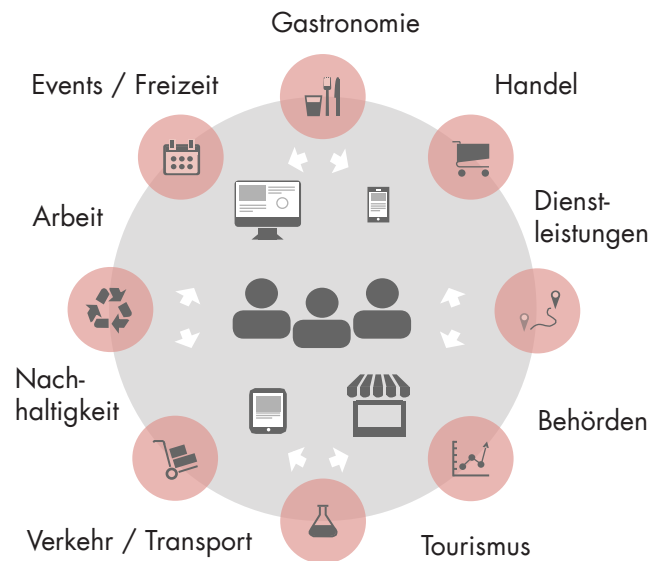 Gastronomie
Events / Freizeit
Handel
Arbeit
Dienst-
leistungen
Nach-
haltigkeit
Behörden
Verkehr / Transport
Tourismus